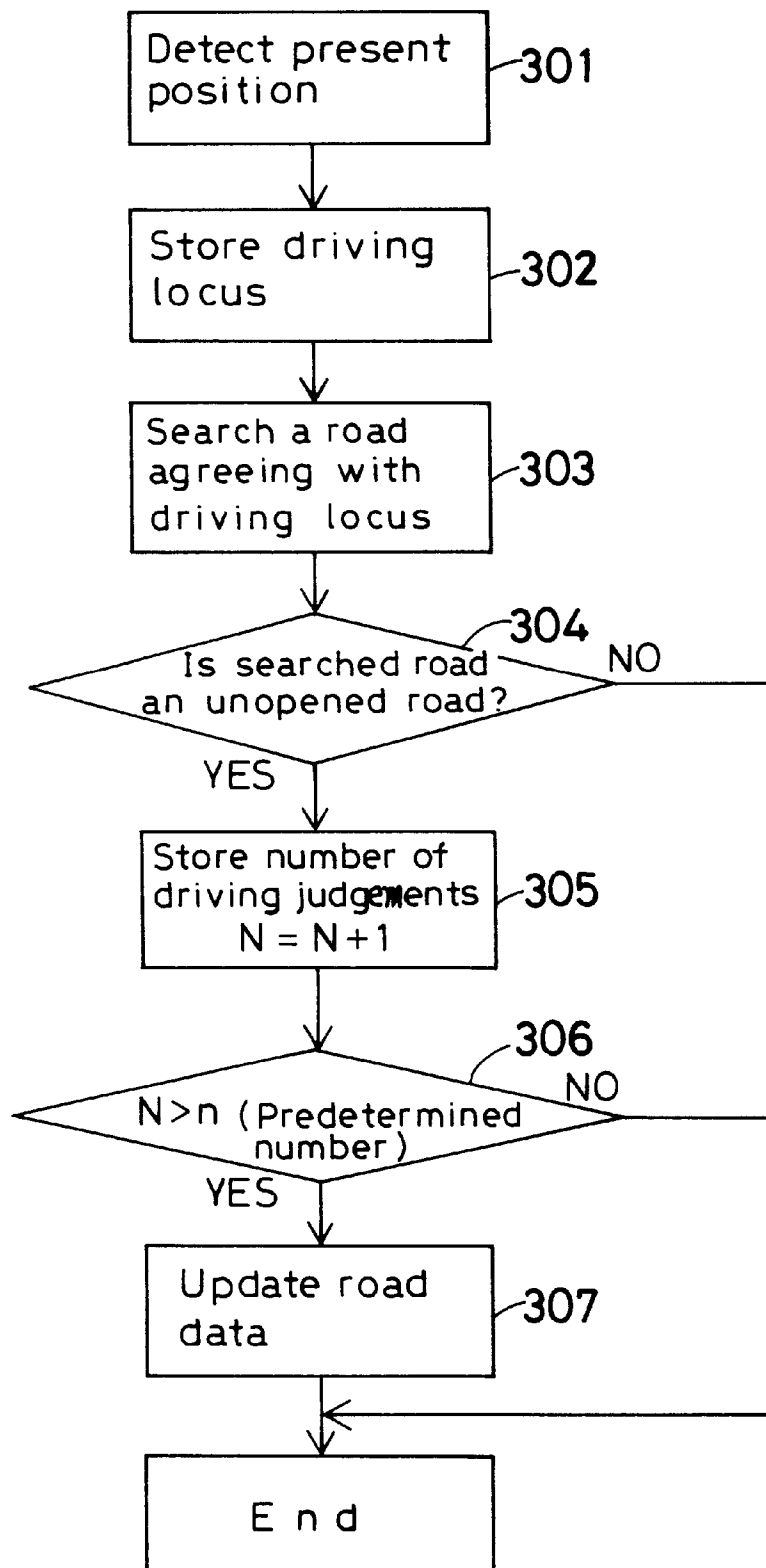 Detect present
position
301
Store driving
locus
302
Search a road
agreeing with
driving locus
303
304
Is searched road
an unopened road?
NO
YES
Store number of
driving judgements
N = N+1
305
306
N>n (Predetermined
number)
NO
YES
Update road
data
307
End